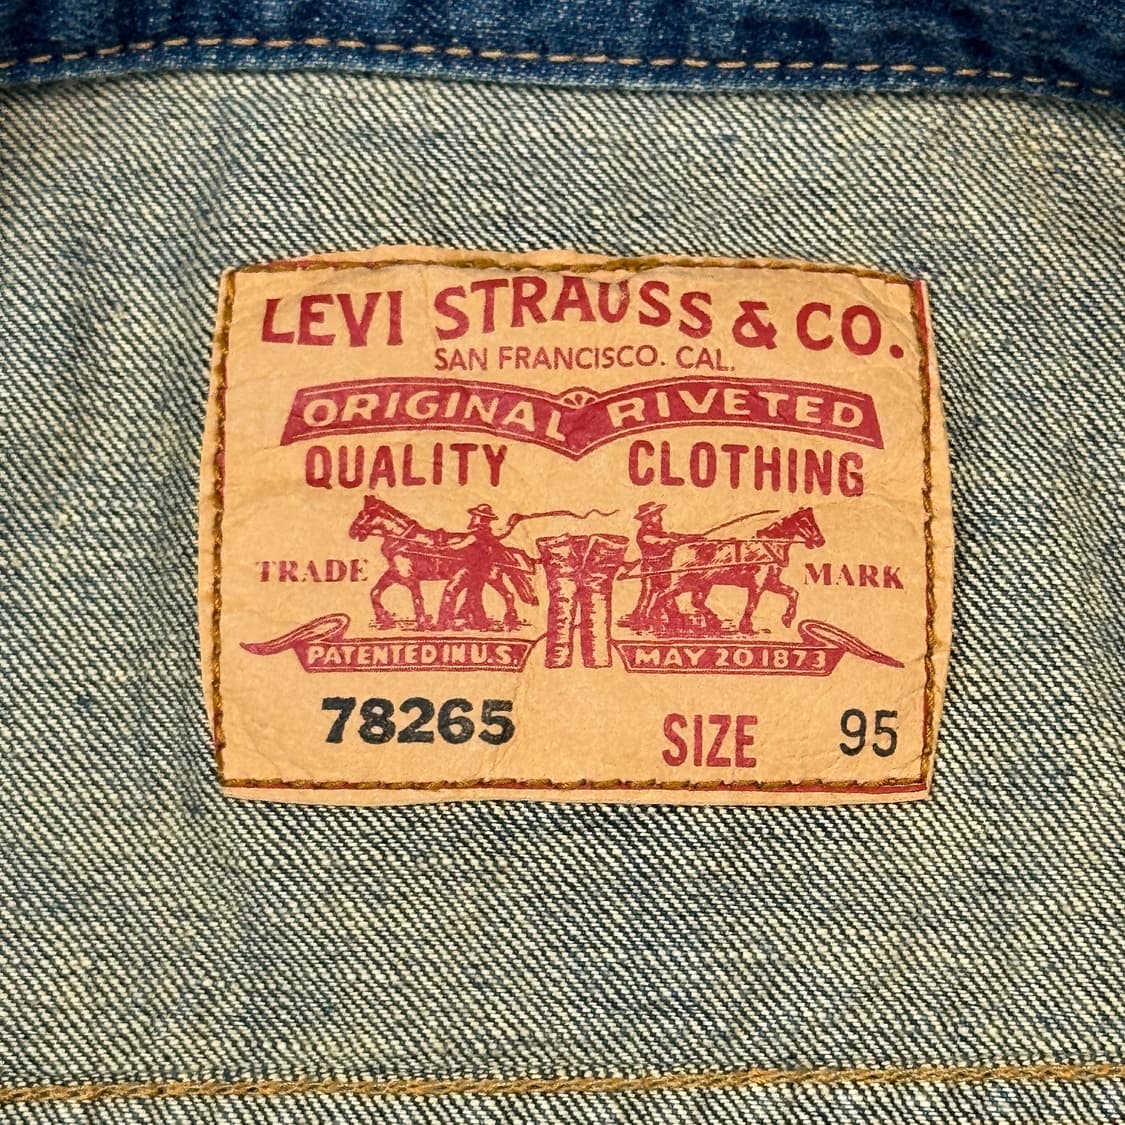 LEVI STRAUSS & CO.
SAN FRANCISCO. CAL.
ORIGINAL RIVETED
QUALITY CLOTHING
TRADE MARK
PATENTED IN U.S. MAY 20 1873
78265 SIZE 95